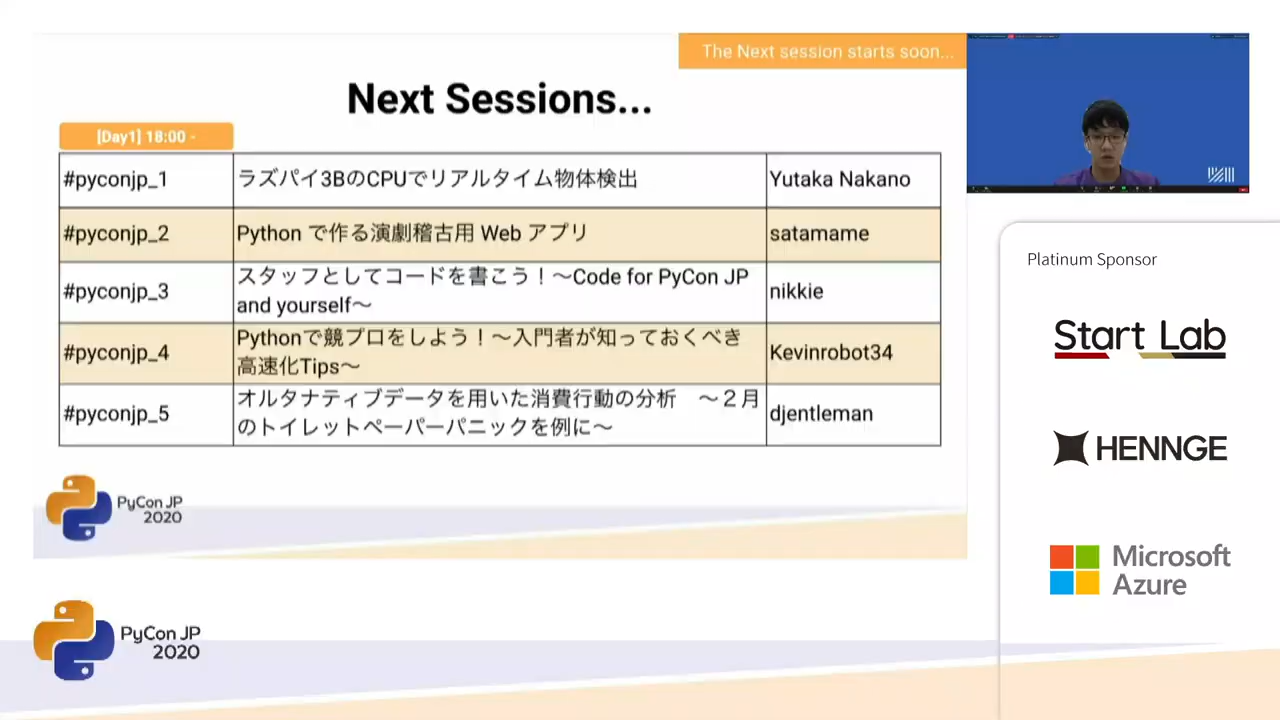 The Next session starts soon...
Next Sessions...
[Day1] 18:00 -
#pyconjp_1 ラズパイ3BのCPUでリアルタイム物体検出 Yutaka Nakano
#pyconjp_2 Python で作る演劇稽古用 Web アプリ satamame
#pyconjp_3 スタッフとしてコードを書こう！〜Code for PyCon JP
and yourself〜 nikkie
#pyconjp_4 Pythonで競プロをしよう！〜入門者が知っておくべき
高速化Tips〜 Kevinrobot34
#pyconjp_5 オルタナティブデータを用いた消費行動の分析　〜２月
のトイレットペーパーパニックを例に〜 djentleman
PyCon JP
2020
Platinum Sponsor
Start Lab
HENNGE
Microsoft
Azure
PyCon JP
2020